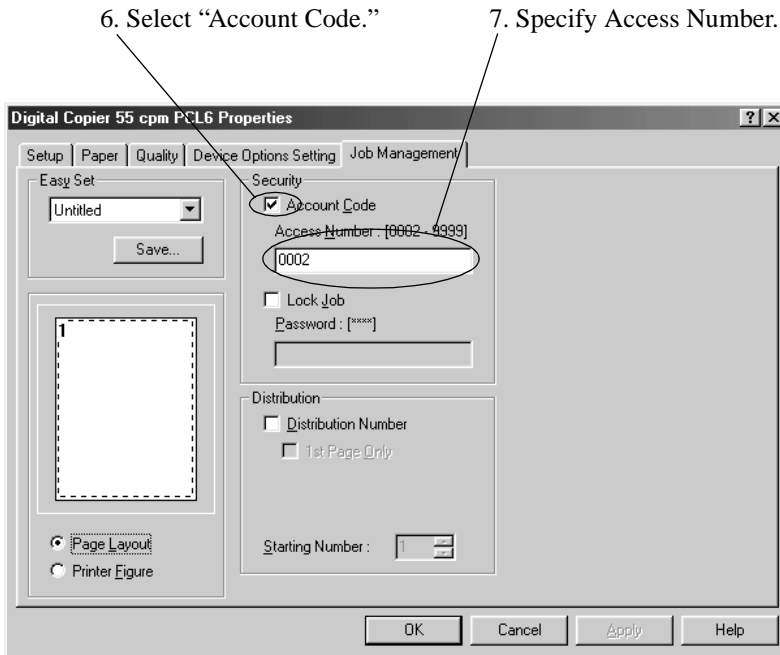 6. Select “Account Code.” 7. Specify Access Number.
Digital Copier 55 cpm PCL6 Properties
Setup Paper Quality Device Options Setting Job Management
Easy Set
Untitled
Save...
1
Page Layout
Printer Figure
Security
Account Code
Access Number : [0002 - 9999]
0002
Lock Job
Password : [****]
Distribution
Distribution Number
1st Page Only
Starting Number : 1
OK Cancel Apply Help